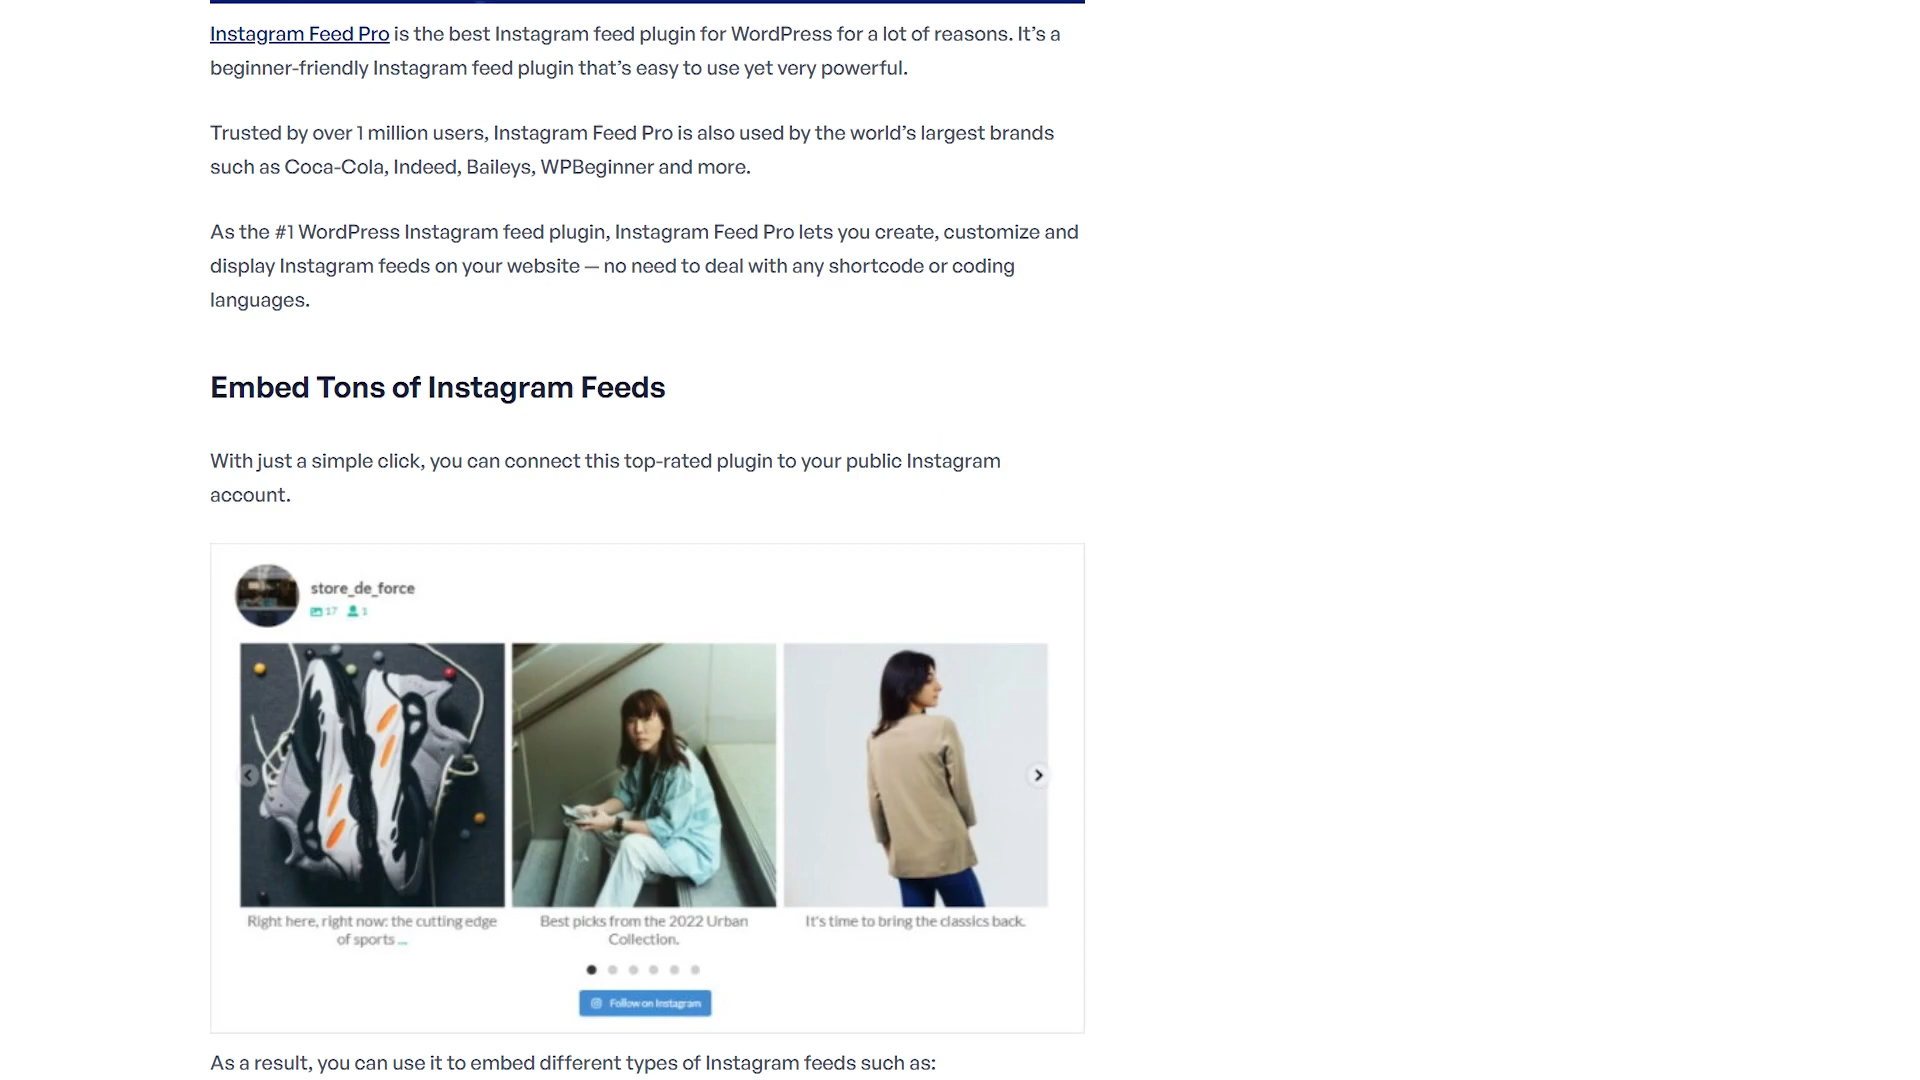 Instagram Feed Pro is the best Instagram feed plugin for WordPress for a lot of reasons. It’s a
beginner-friendly Instagram feed plugin that’s easy to use yet very powerful.
Trusted by over 1 million users, Instagram Feed Pro is also used by the world’s largest brands
such as Coca-Cola, Indeed, Baileys, WPBeginner and more.
As the #1 WordPress Instagram feed plugin, Instagram Feed Pro lets you create, customize and
display Instagram feeds on your website — no need to deal with any shortcode or coding
languages.
Embed Tons of Instagram Feeds
With just a simple click, you can connect this top-rated plugin to your public Instagram
account.
store_de_force
17 1
Right here, right now: the cutting edge
of sports ...
Best picks from the 2022 Urban
Collection.
It's time to bring the classics back.
Follow on Instagram
As a result, you can use it to embed different types of Instagram feeds such as: